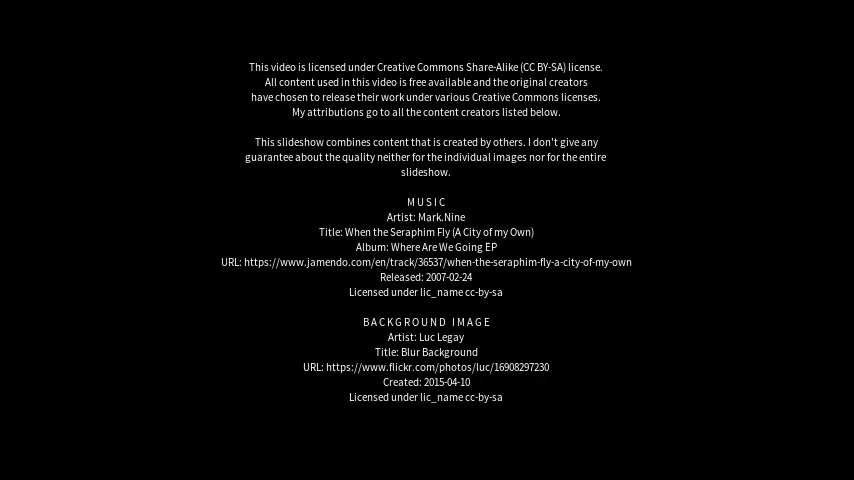 This video is licensed under Creative Commons Share-Alike (CC BY-SA) license.
All content used in this video is free available and the original creators
have chosen to release their work under various Creative Commons licenses.
My attributions go to all the content creators listed below.
This slideshow combines content that is created by others. I don't give any
guarantee about the quality neither for the individual images nor for the entire
slideshow.
MUSIC
Artist: Mark.Nine
Title: When the Seraphim Fly (A City of my Own)
Album: Where Are We Going EP
URL: https://www.jamendo.com/en/track/36537/when-the-seraphim-fly-a-city-of-my-own
Released: 2007-02-24
Licensed under lic_name cc-by-sa
BACKGROUND IMAGE
Artist: Luc Legay
Title: Blur Background
URL: https://www.flickr.com/photos/luc/16908297230
Created: 2015-04-10
Licensed under lic_name cc-by-sa